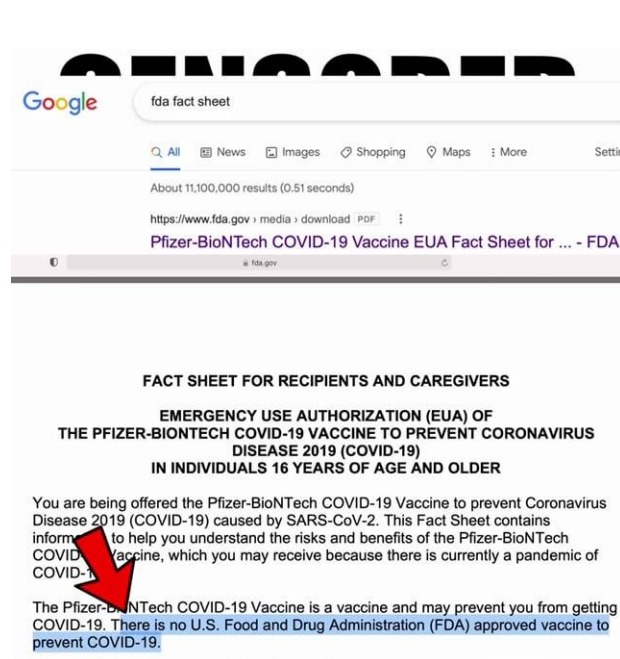 CENSORED
Google
fda fact sheet
All News Images Shopping Maps More
About 11,100,000 results (0.51 seconds)
https://www.fda.gov › media › download PDF
Pfizer-BioNTech COVID-19 Vaccine EUA Fact Sheet for ... - FDA
fda.gov
FACT SHEET FOR RECIPIENTS AND CAREGIVERS
EMERGENCY USE AUTHORIZATION (EUA) OF
THE PFIZER-BIONTECH COVID-19 VACCINE TO PREVENT CORONAVIRUS
DISEASE 2019 (COVID-19)
IN INDIVIDUALS 16 YEARS OF AGE AND OLDER
You are being offered the Pfizer-BioNTech COVID-19 Vaccine to prevent Coronavirus
Disease 2019 (COVID-19) caused by SARS-CoV-2. This Fact Sheet contains
to help you understand the risks and benefits of the Pfizer-BioNTech
COVID Vaccine, which you may receive because there is currently a pandemic of
COVID-1
The Pfizer-BioNTech COVID-19 Vaccine is a vaccine and may prevent you from getting
COVID-19. There is no U.S. Food and Drug Administration (FDA) approved vaccine to
prevent COVID-19.